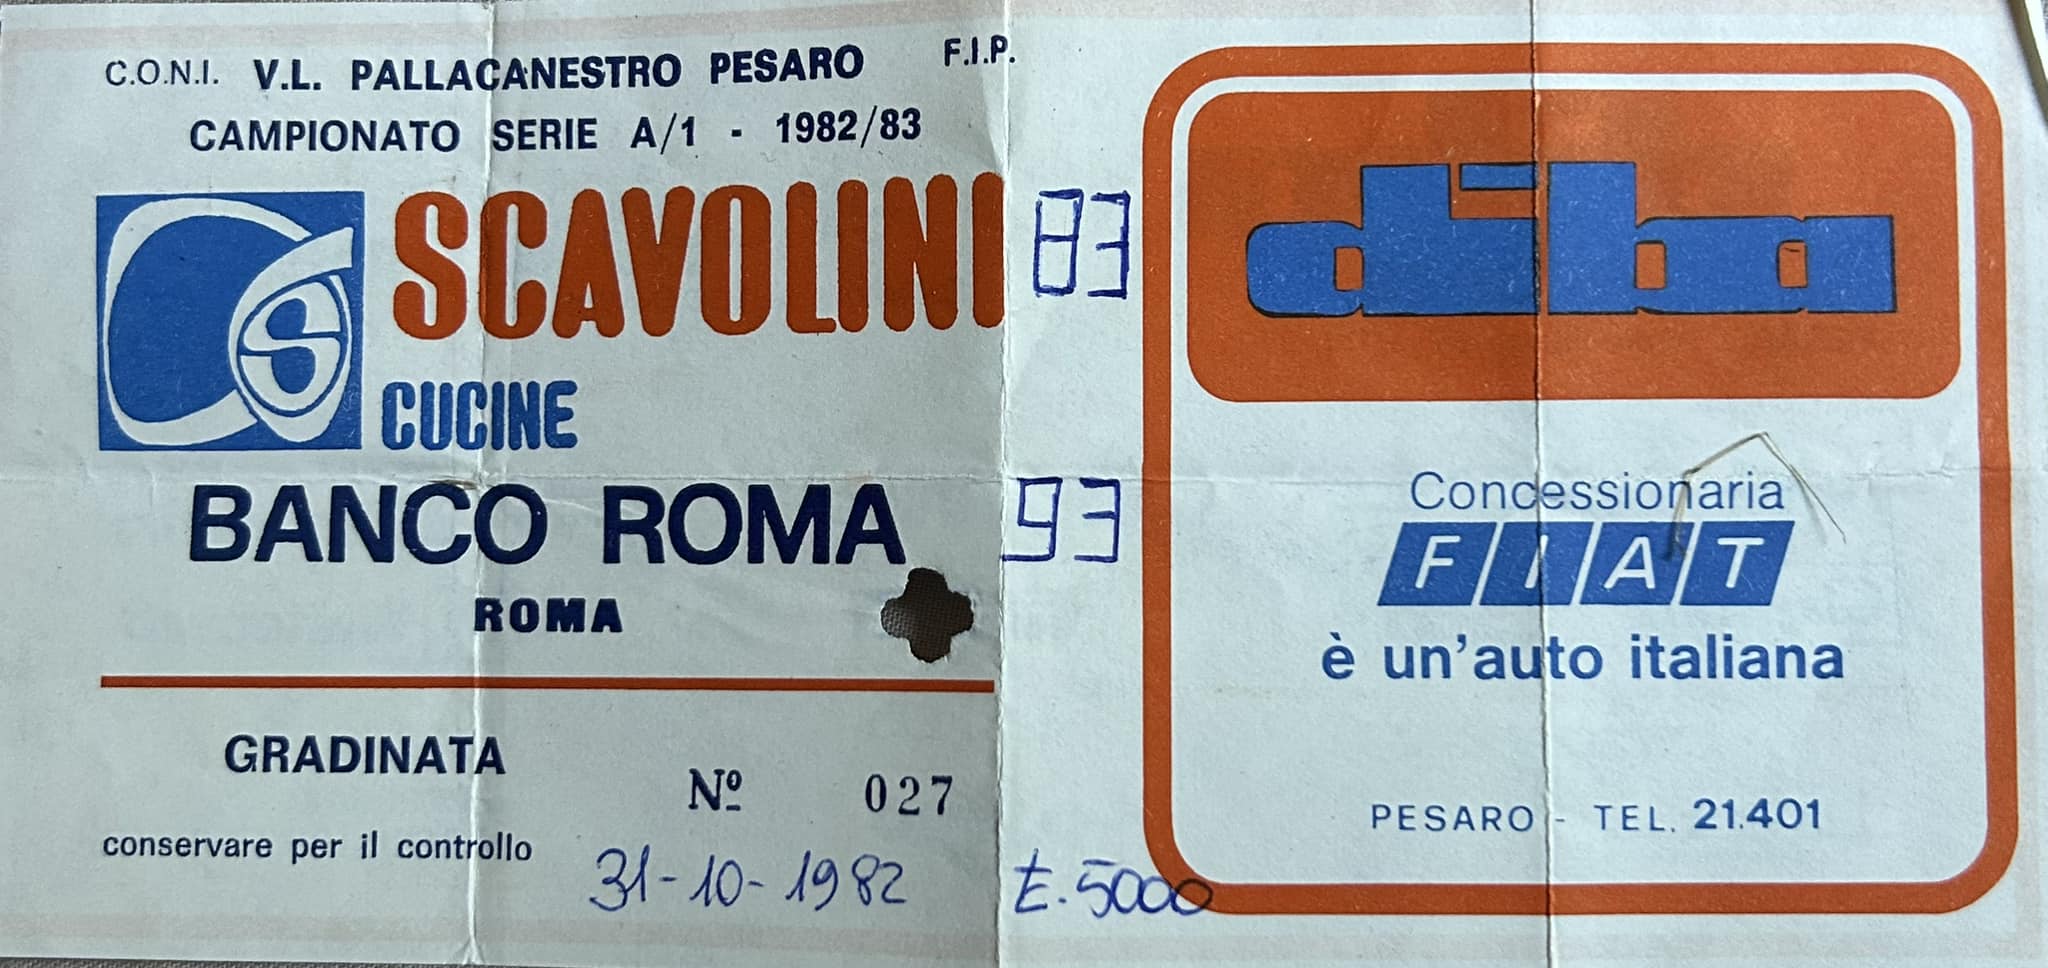 C.O.N.I. V.L. PALLACANESTRO PESARO F.I.P.
CAMPIONATO SERIE A/1 - 1982/83
SCAVOLINI 83
CUCINE
BANCO ROMA 93
ROMA
GRADINATA
Nº 027
conservare per il controllo
31-10-1982 £.5000
diba
Concessionaria
FIAT
è un'auto italiana
PESARO - TEL. 21.401